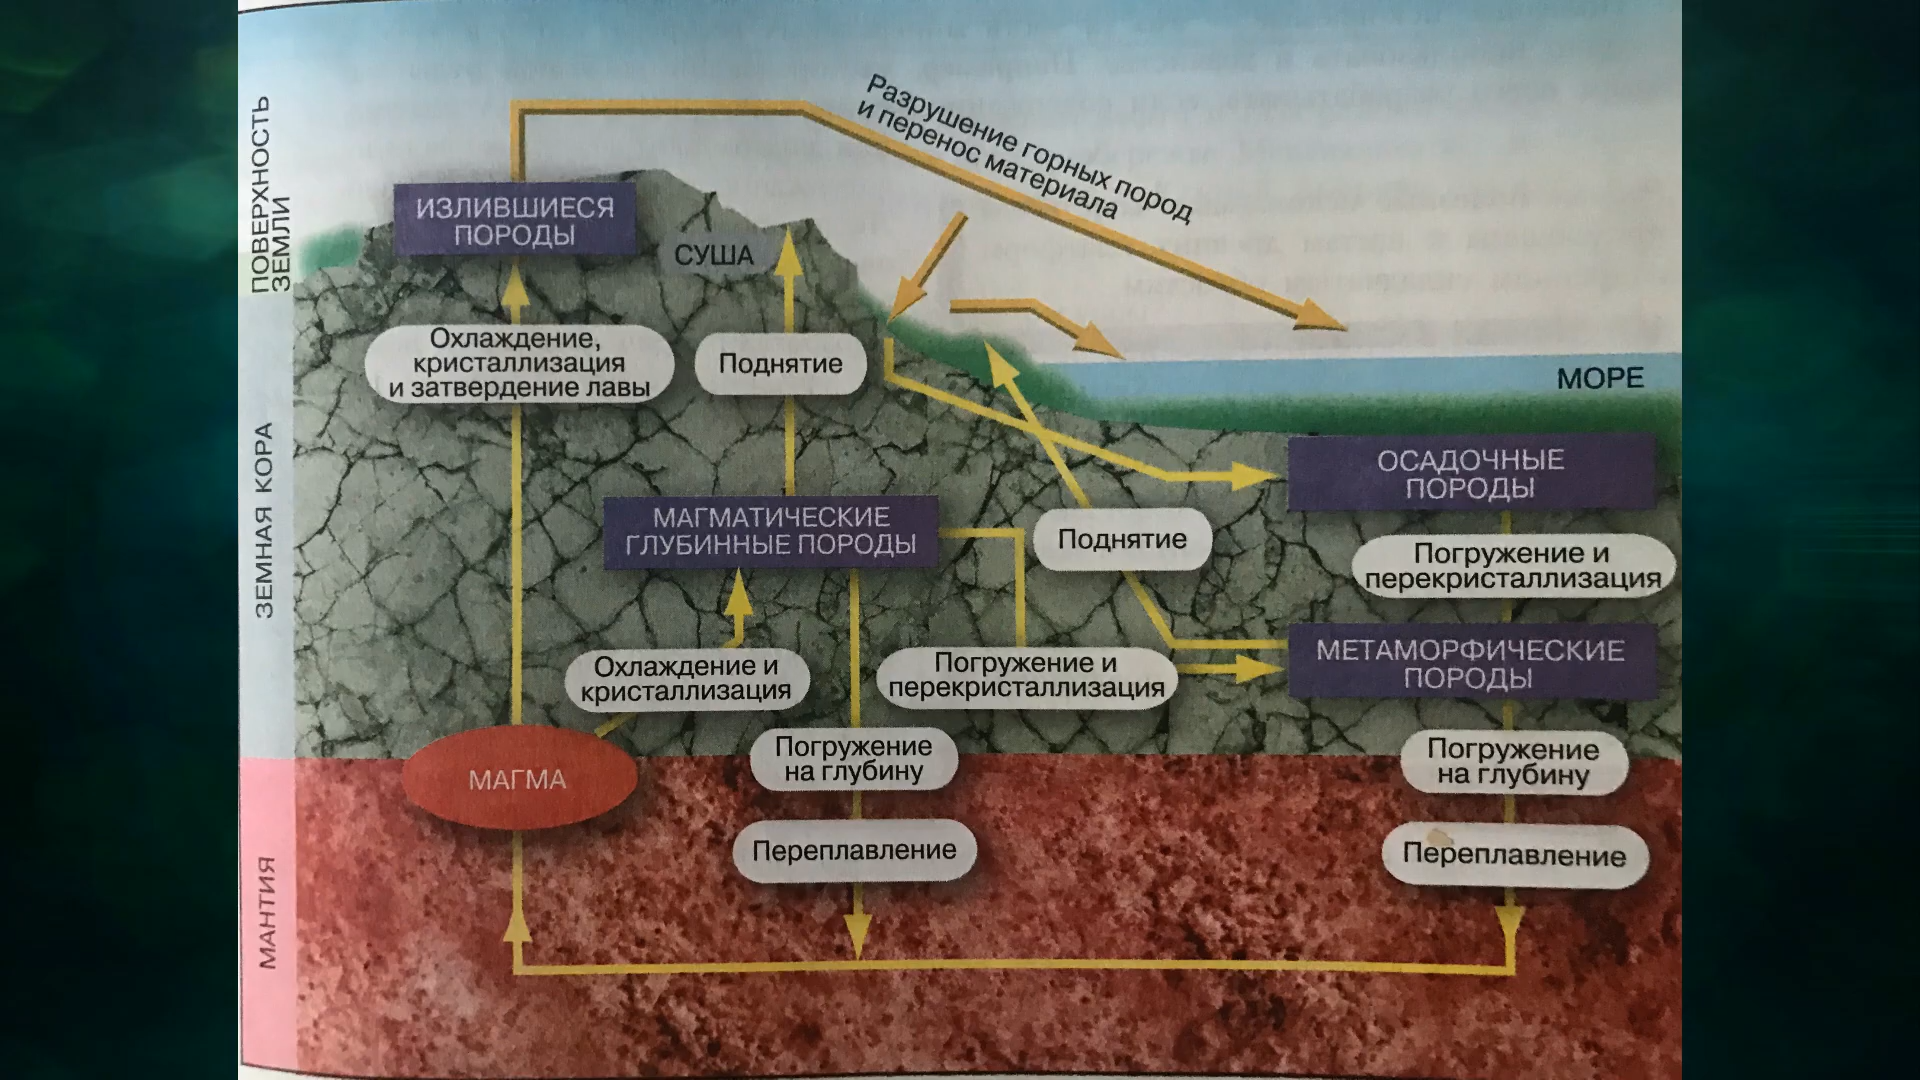 Разрушение горных пород
и перенос материала
ПОВЕРХНОСТЬ
ЗЕМЛИ
ИЗЛИВШИЕСЯ
ПОРОДЫ
СУША
Охлаждение,
кристаллизация
и затвердение лавы
Поднятие
МОРЕ
ЗЕМНАЯ КОРА
ОСАДОЧНЫЕ
ПОРОДЫ
МАГМАТИЧЕСКИЕ
ГЛУБИННЫЕ ПОРОДЫ
Поднятие
Погружение и
перекристаллизация
МЕТАМОРФИЧЕСКИЕ
ПОРОДЫ
Охлаждение и
кристаллизация
Погружение и
перекристаллизация
МАГМА
Погружение
на глубину
Погружение
на глубину
Переплавление
Переплавление
МАНТИЯ